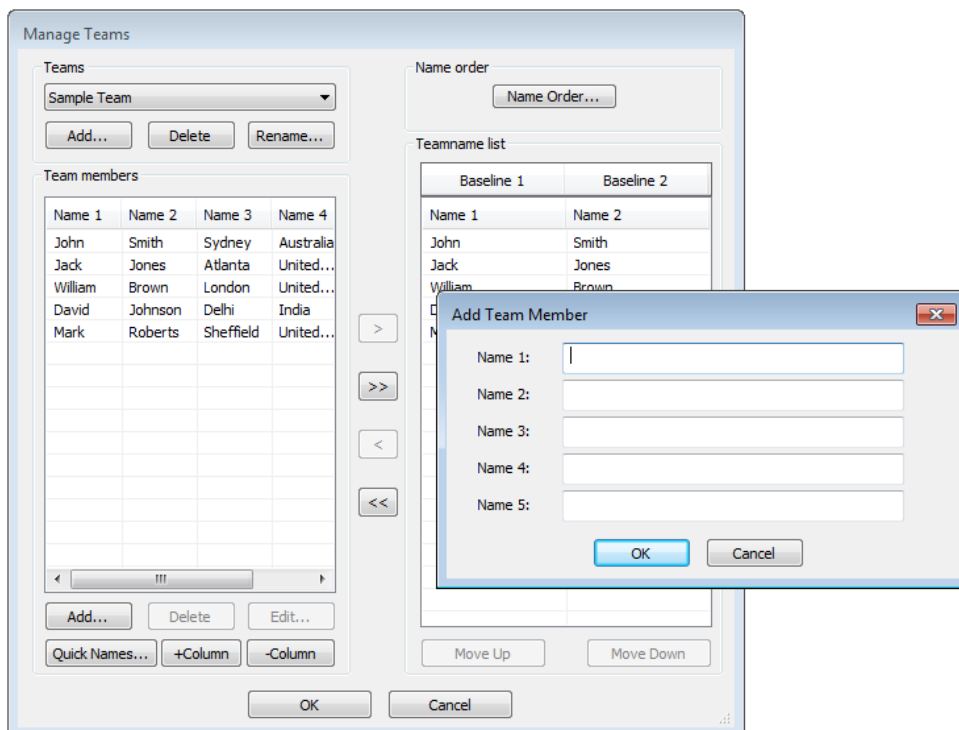 Manage Teams
Teams
Sample Team
Add... Delete Rename...
Team members
Name 1 Name 2 Name 3 Name 4
John Smith Sydney Australia
Jack Jones Atlanta United...
William Brown London United...
David Johnson Delhi India
Mark Roberts Sheffield United...
Add... Delete Edit...
Quick Names... +Column -Column
>
>>
<
<<
Name order
Name Order...
Teamname list
Baseline 1 Baseline 2
Name 1 Name 2
John Smith
Jack Jones
William Brown
Move Up Move Down
OK Cancel
Add Team Member
Name 1:
Name 2:
Name 3:
Name 4:
Name 5:
OK Cancel